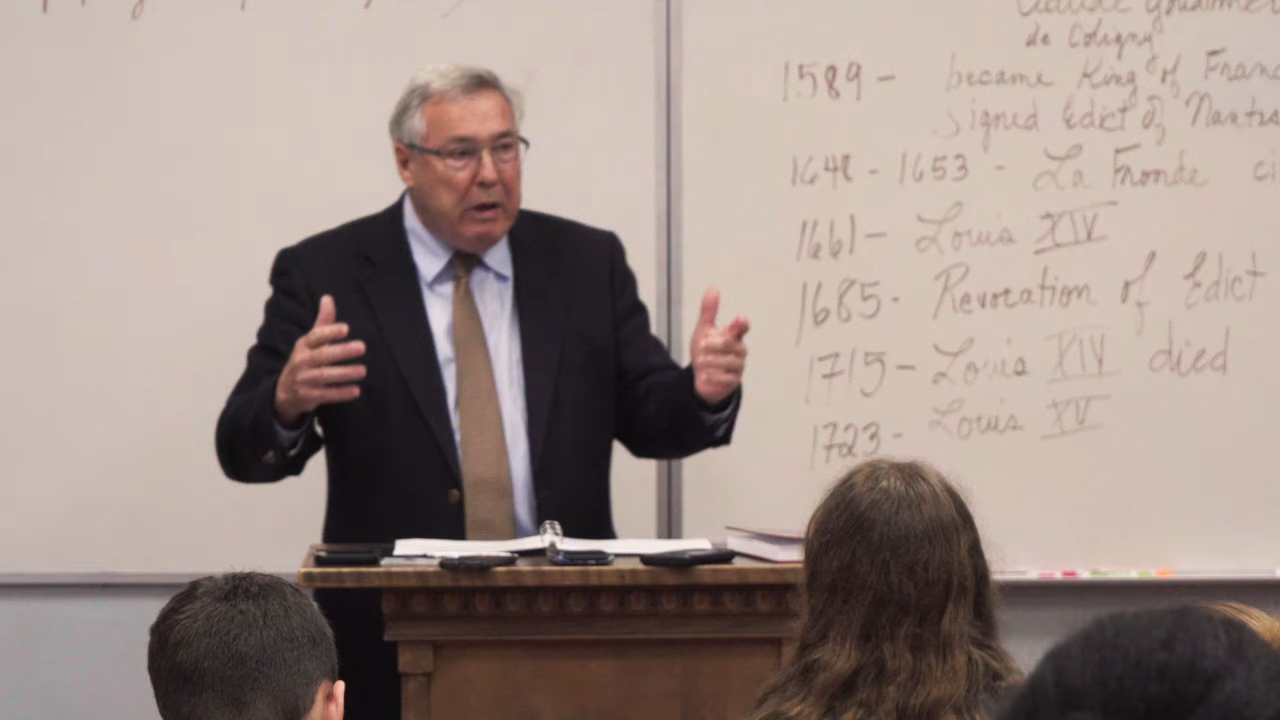 de Coligny
1589 - became King of Franc
signed Edict of Nantes
1648 - 1653 - La Fronde ci
1661 - Louis XIV
1685 - Revocation of Edict
1715 - Louis XIV died
1723 - Louis XV